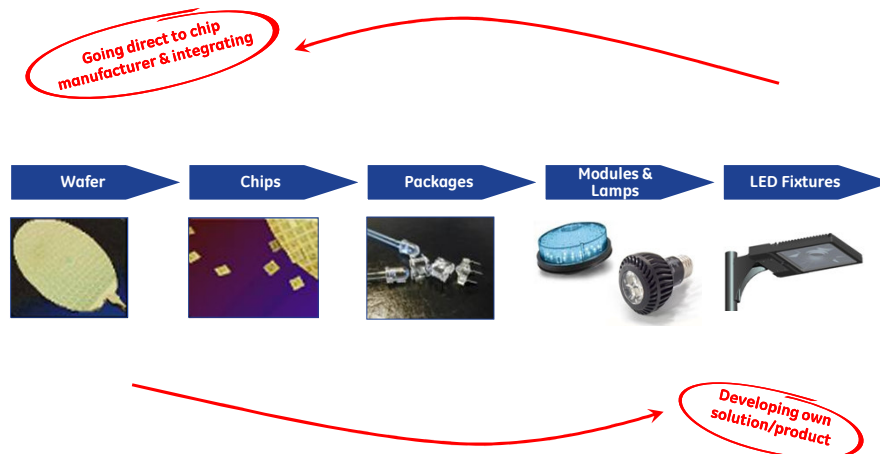 Going direct to chip
manufacturer & integrating
Wafer
Chips
Packages
Modules &
Lamps
LED Fixtures
Developing own
solution/product